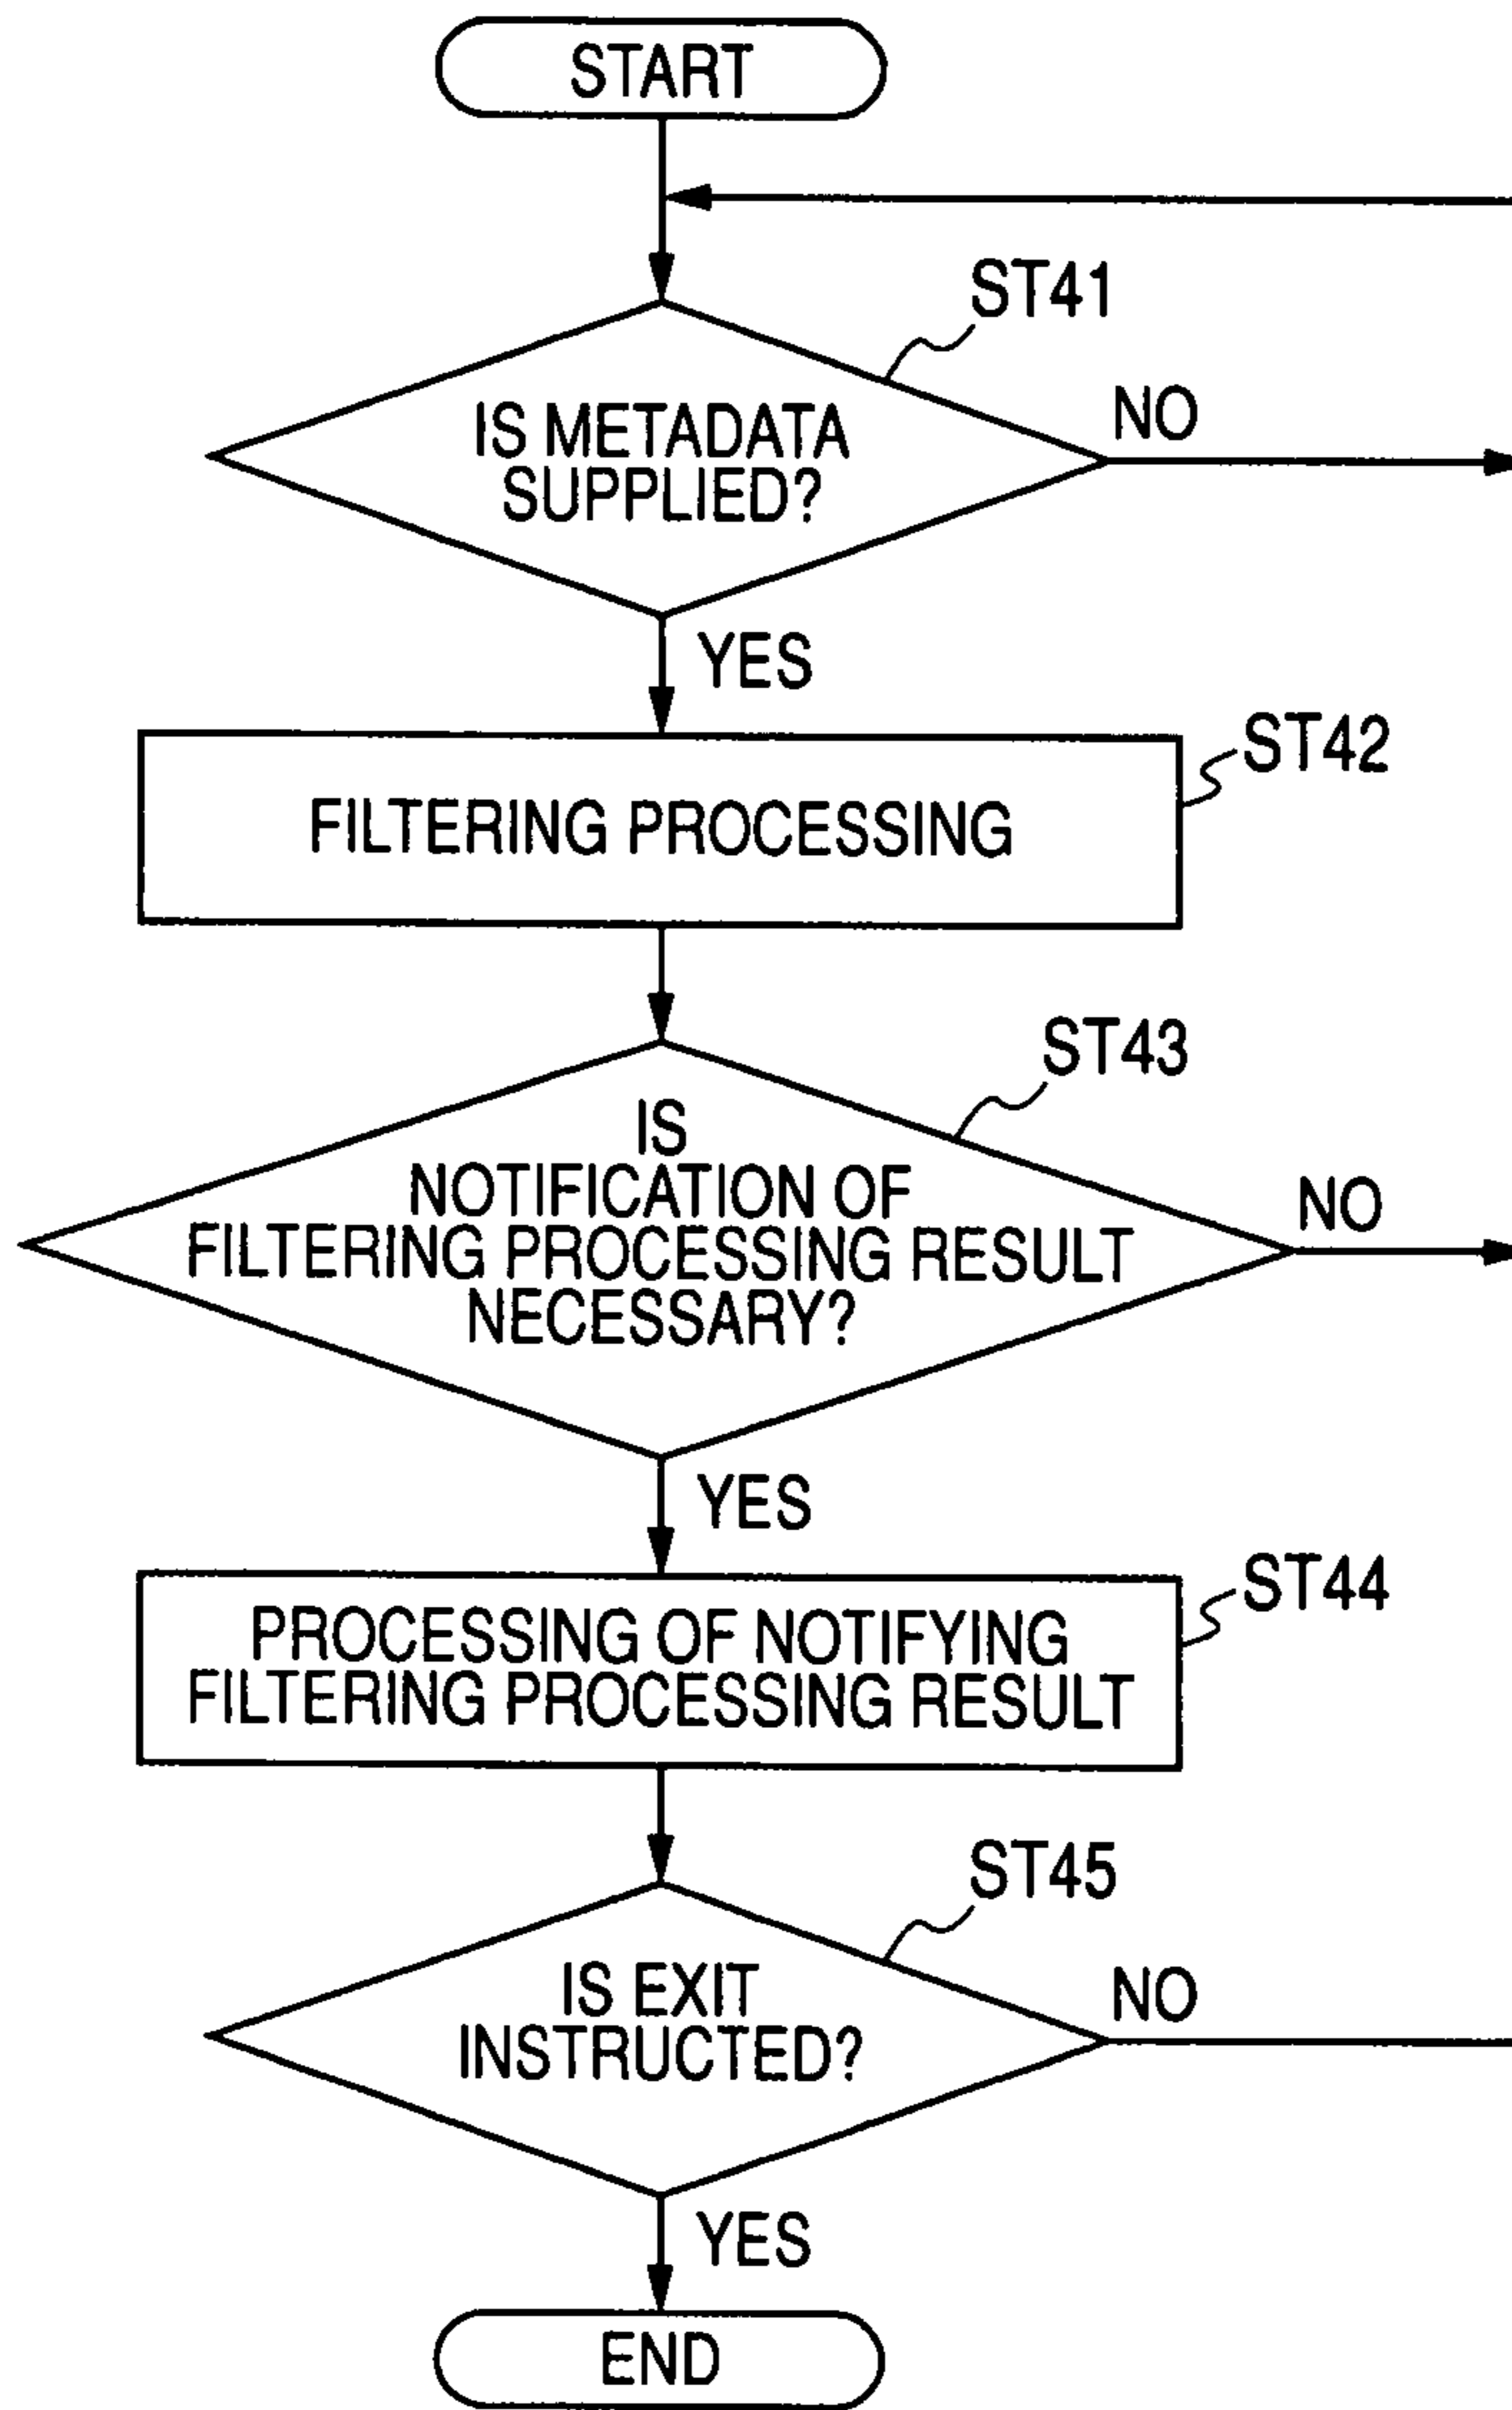 START
ST41
IS METADATA
SUPPLIED?
NO
YES
ST42
FILTERING PROCESSING
ST43
IS
NOTIFICATION OF
FILTERING PROCESSING RESULT
NECESSARY?
NO
YES
ST44
PROCESSING OF NOTIFYING
FILTERING PROCESSING RESULT
ST45
IS EXIT
INSTRUCTED?
NO
YES
END